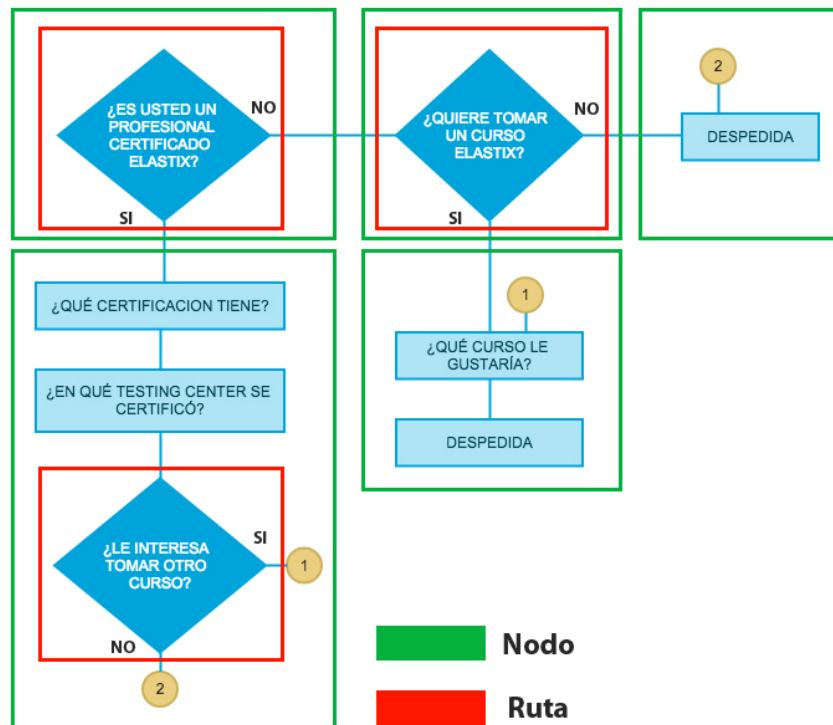 ¿ES USTED UN
PROFESIONAL
CERTIFICADO
ELASTIX?
NO
SI
¿QUIERE TOMAR
UN CURSO
ELASTIX?
NO
SI
2
DESPEDIDA
¿QUÉ CERTIFICACION TIENE?
¿EN QUÉ TESTING CENTER SE
CERTIFICÓ?
¿LE INTERESA
TOMAR OTRO
CURSO?
SI
1
NO
2
1
¿QUÉ CURSO LE
GUSTARÍA?
DESPEDIDA
Nodo
Ruta